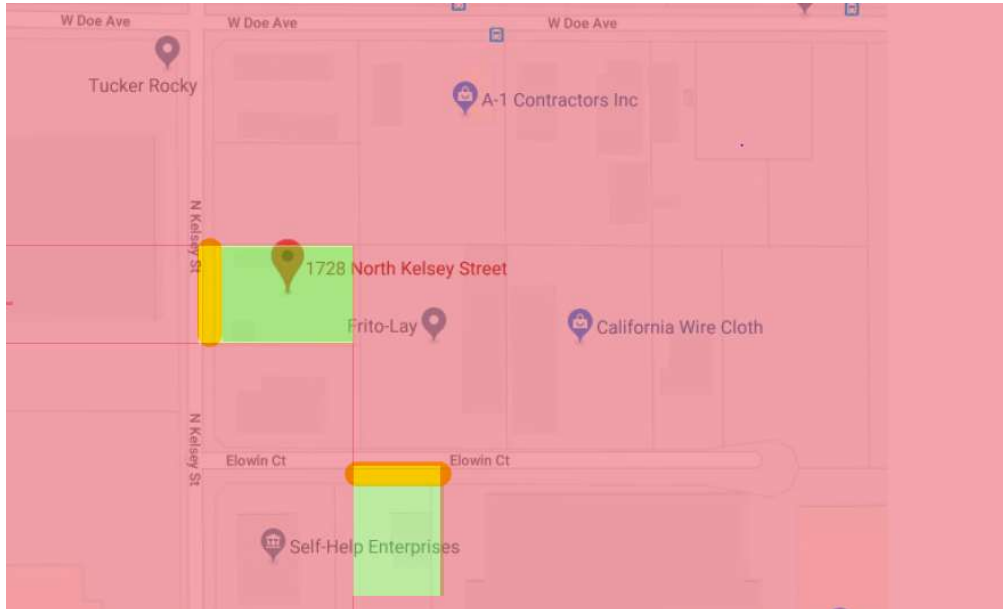 W Doe Ave
W Doe Ave
W Doe Ave
Tucker Rocky
A-1 Contractors Inc
N Kelsey St
1728 North Kelsey Street
Frito-Lay
California Wire Cloth
N Kelsey St
Elowin Ct
Elowin Ct
Self-Help Enterprises